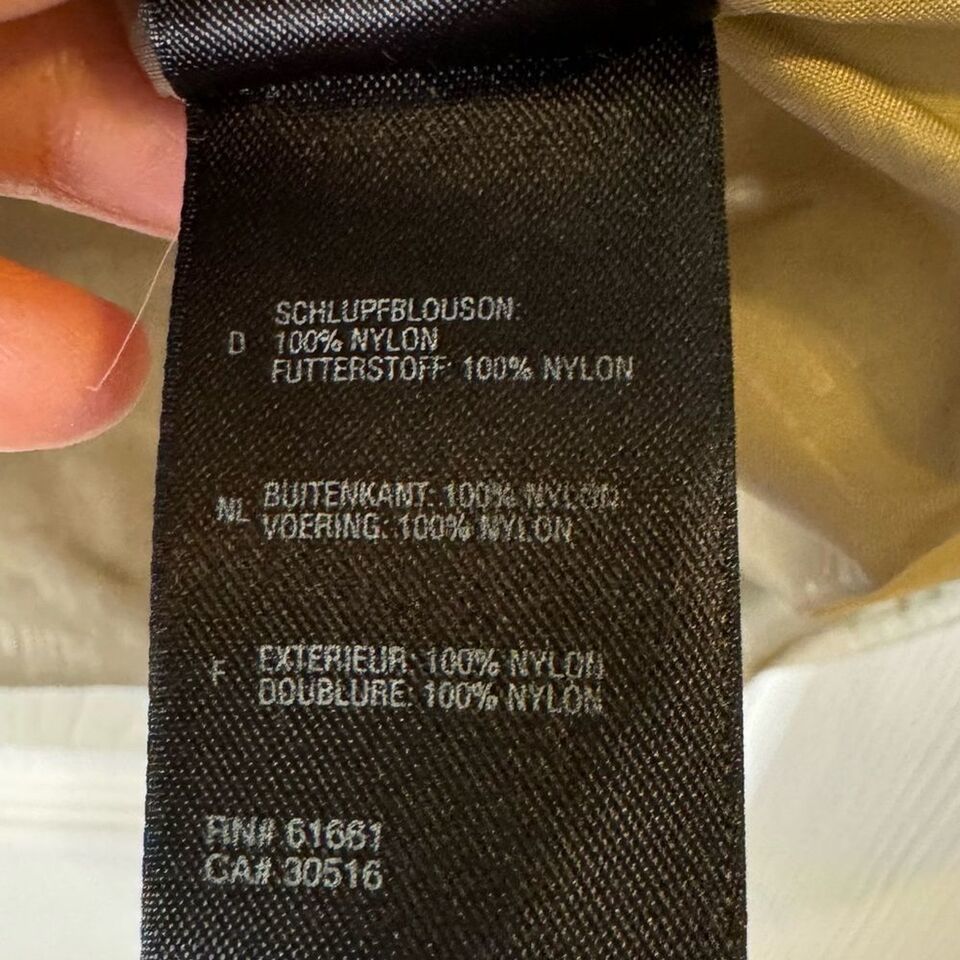 D
SCHLUPFBLOUSON:
100% NYLON
FUTTERSTOFF: 100% NYLON
NL
BUITENKANT: 100% NYLON
VOERING: 100% NYLON
F
EXTERIEUR: 100% NYLON
DOUBLURE: 100% NYLON
RN# 61661
CA# 30516